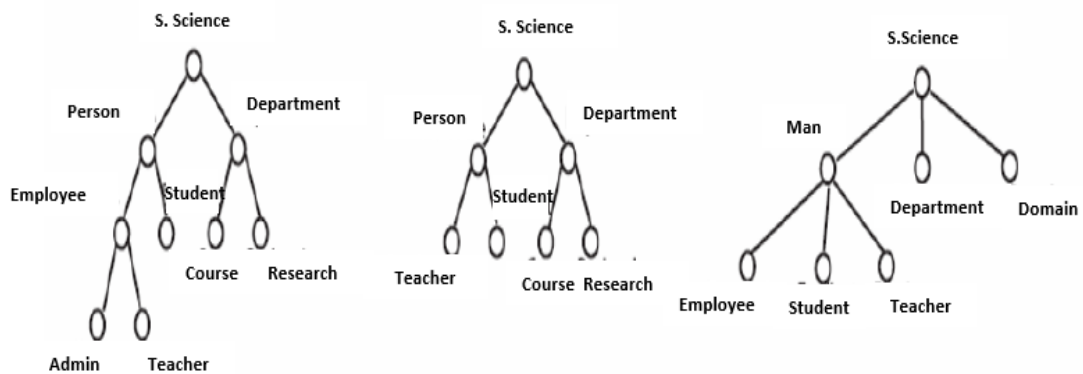 S. Science
Person
Department
Employee
Student
Course
Research
Admin
Teacher
S. Science
Person
Department
Student
Teacher
Course
Research
S.Science
Man
Department
Domain
Employee
Student
Teacher